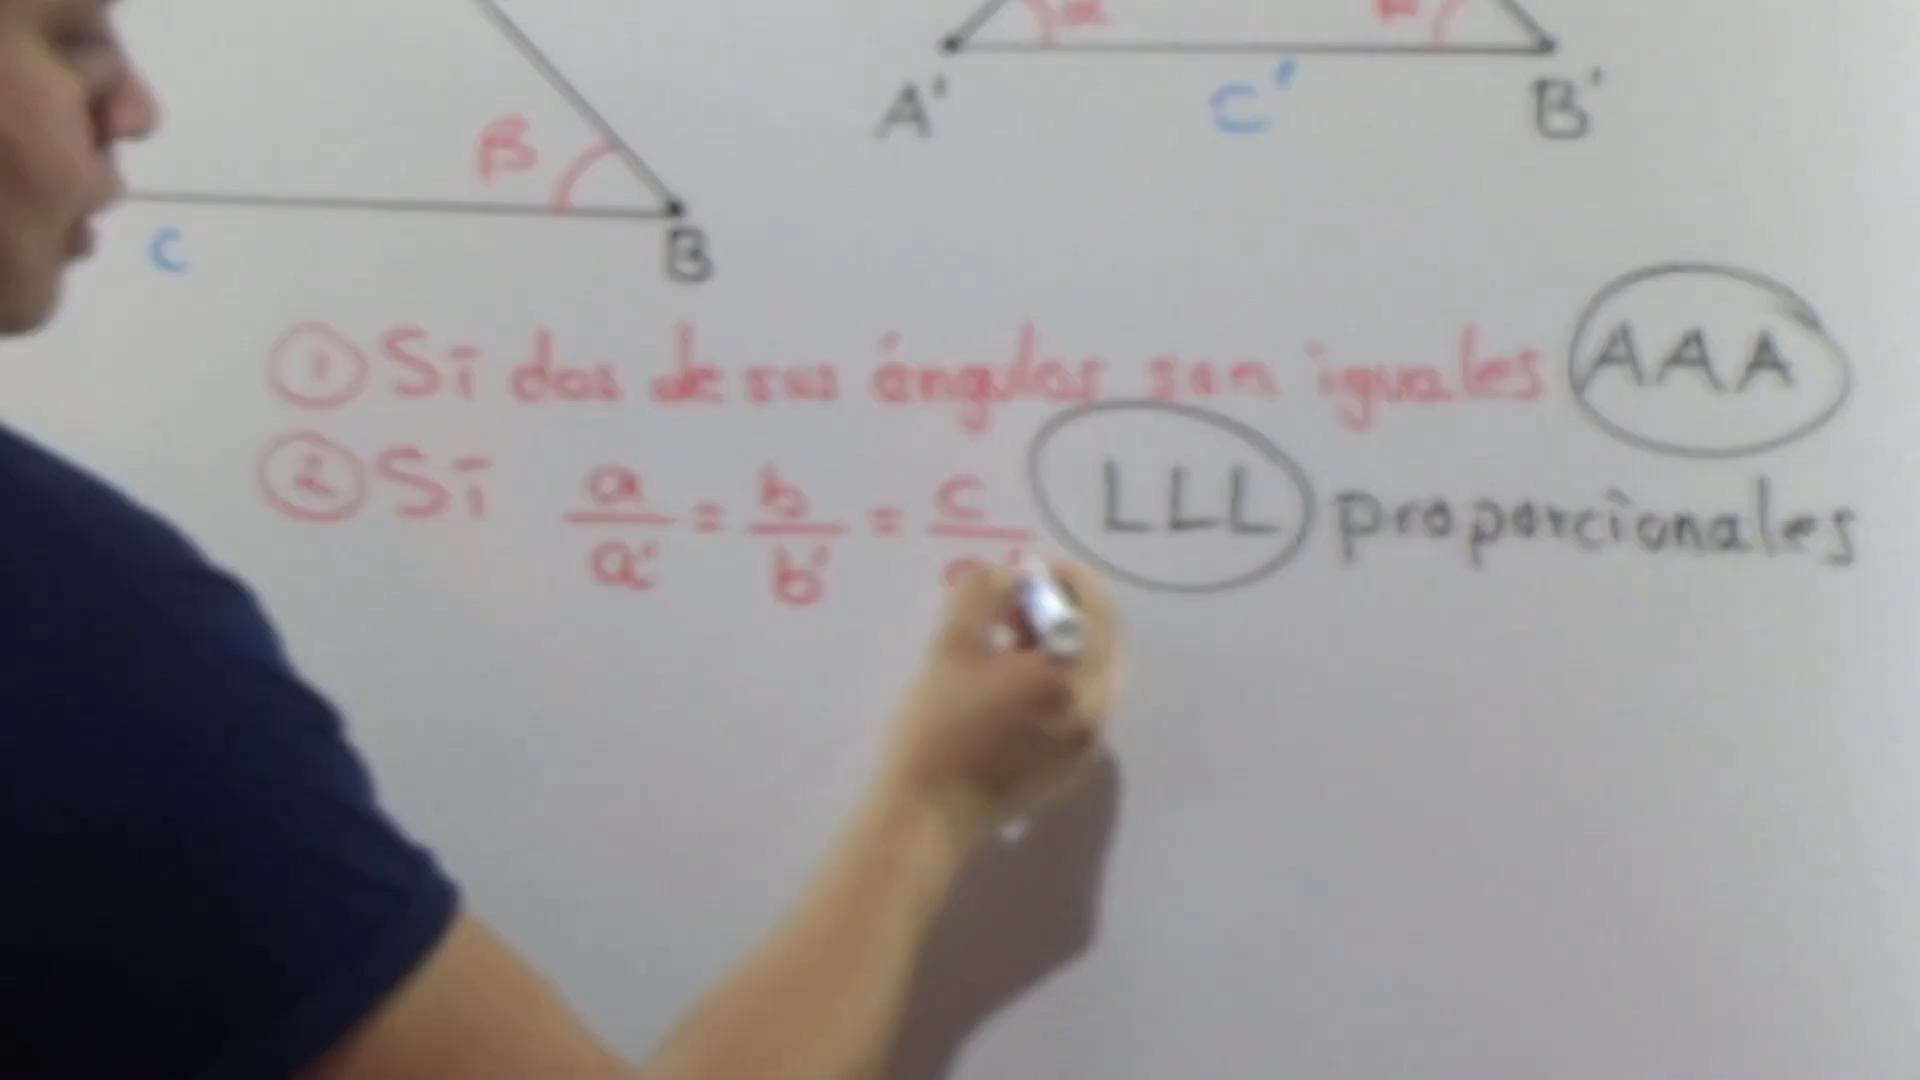 α β
A' C' B'
β
c B
① Si dos de sus ángulos son iguales AAA
② Si a/a' = b/b' = c/c' LLL proporcionales